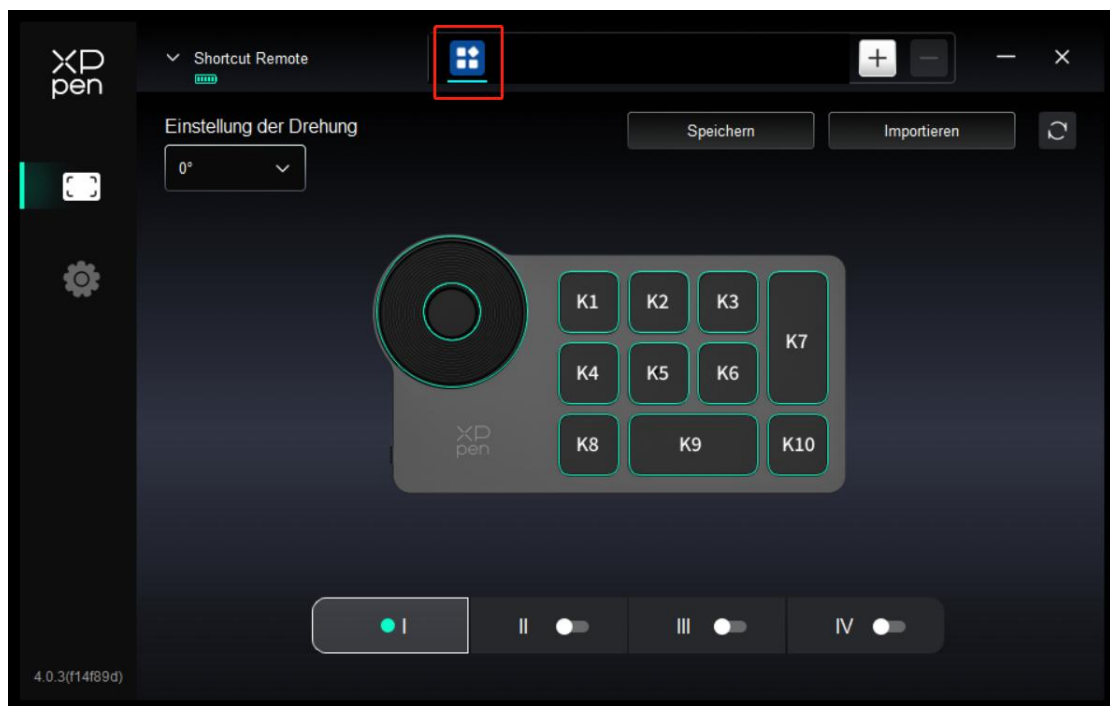 XP
pen
Shortcut Remote
Einstellung der Drehung
Speichern
Importieren
0°
K1
K2
K3
K7
K4
K5
K6
XP
pen
K8
K9
K10
I
II
III
IV
4.0.3(f14f89d)